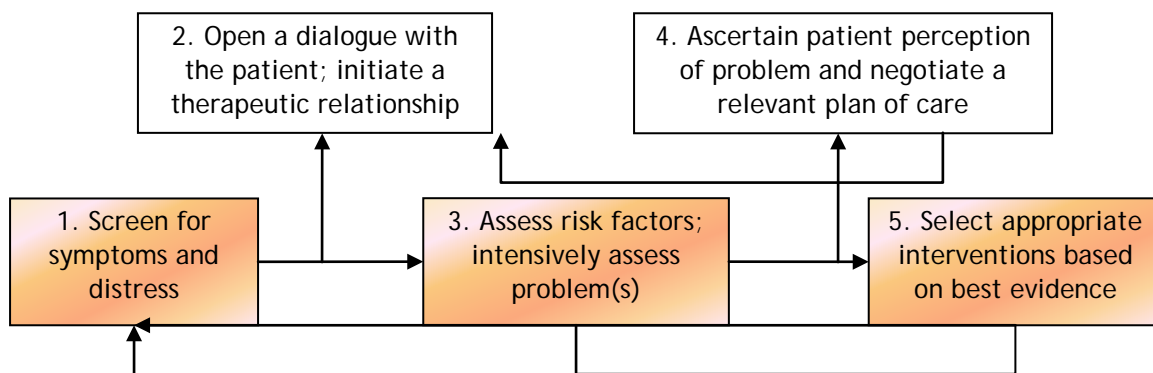 2. Open a dialogue with
the patient; initiate a
therapeutic relationship
4. Ascertain patient perception
of problem and negotiate a
relevant plan of care
1. Screen for
symptoms and
distress
3. Assess risk factors;
intensively assess
problem(s)
5. Select appropriate
interventions based
on best evidence